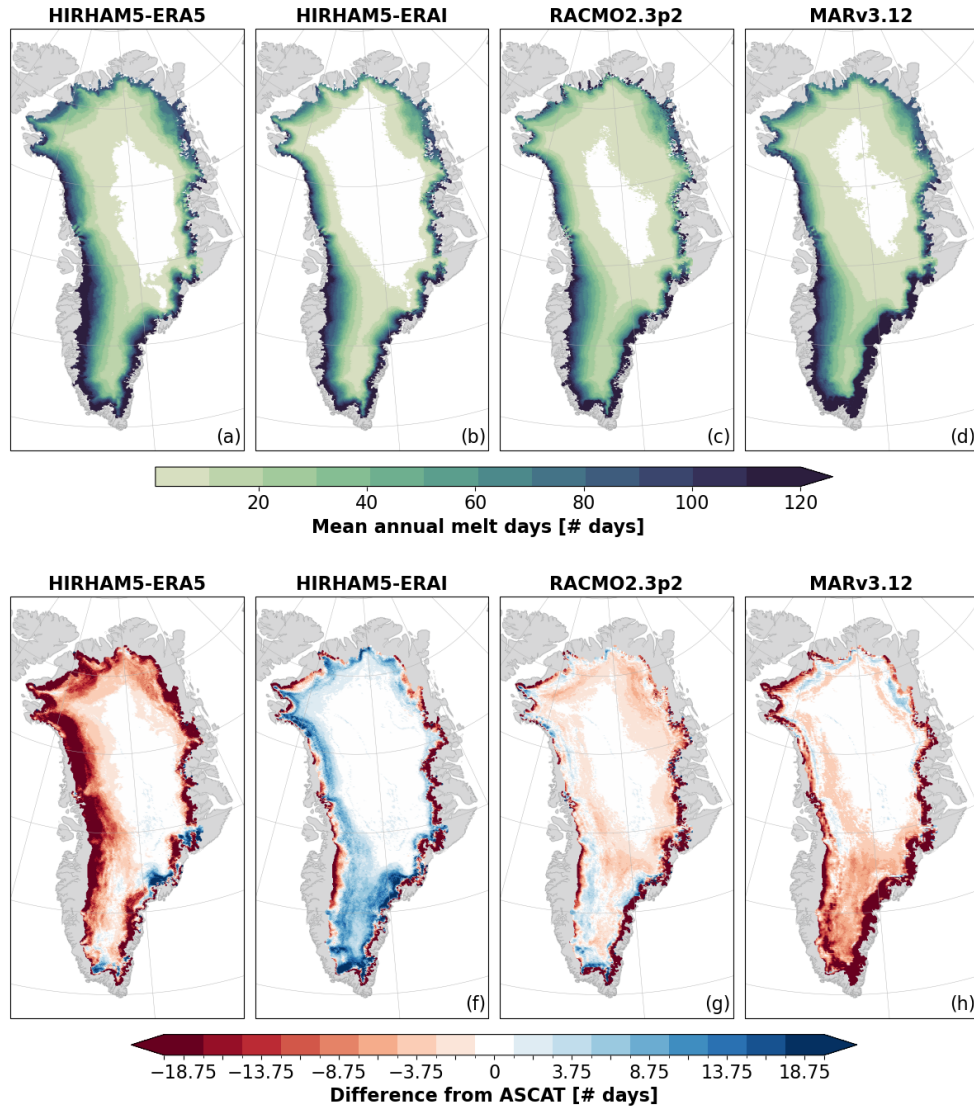 HIRHAM5-ERA5 HIRHAM5-ERAI RACMO2.3p2 MARv3.12
(a) (b) (c) (d)
20 40 60 80 100 120
Mean annual melt days [# days]
HIRHAM5-ERA5 HIRHAM5-ERAI RACMO2.3p2 MARv3.12
(f) (g) (h)
−18.75 −13.75 −8.75 −3.75 0 3.75 8.75 13.75 18.75
Difference from ASCAT [# days]